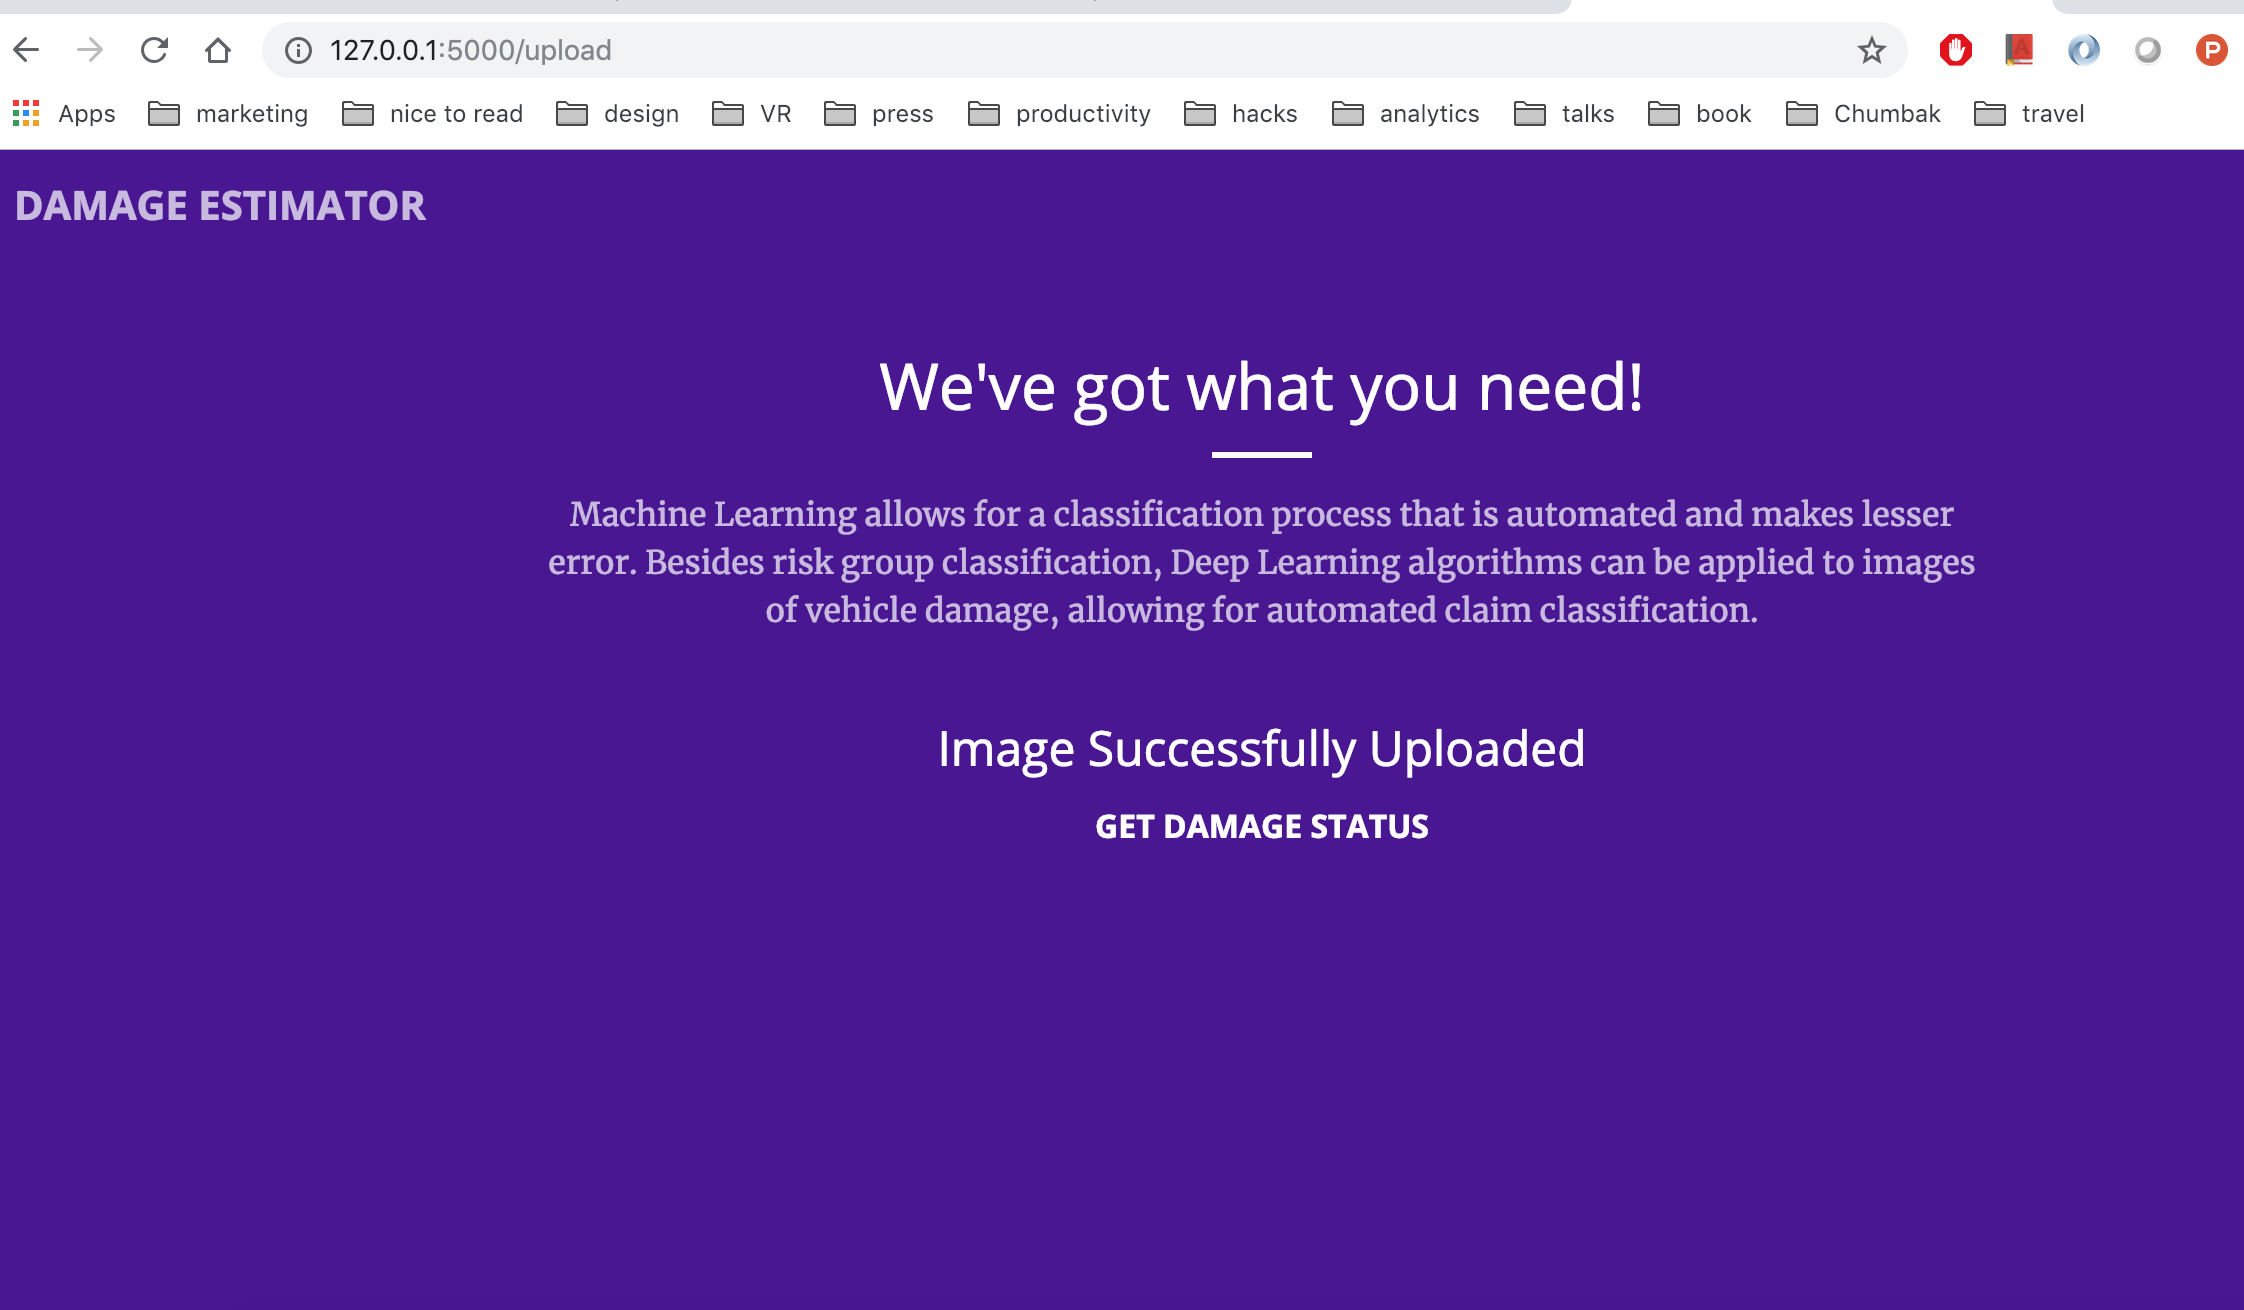 127.0.0.1:5000/upload
Apps marketing nice to read design VR press productivity hacks analytics talks book Chumbak travel
DAMAGE ESTIMATOR
We've got what you need!
Machine Learning allows for a classification process that is automated and makes lesser
error. Besides risk group classification, Deep Learning algorithms can be applied to images
of vehicle damage, allowing for automated claim classification.
Image Successfully Uploaded
GET DAMAGE STATUS